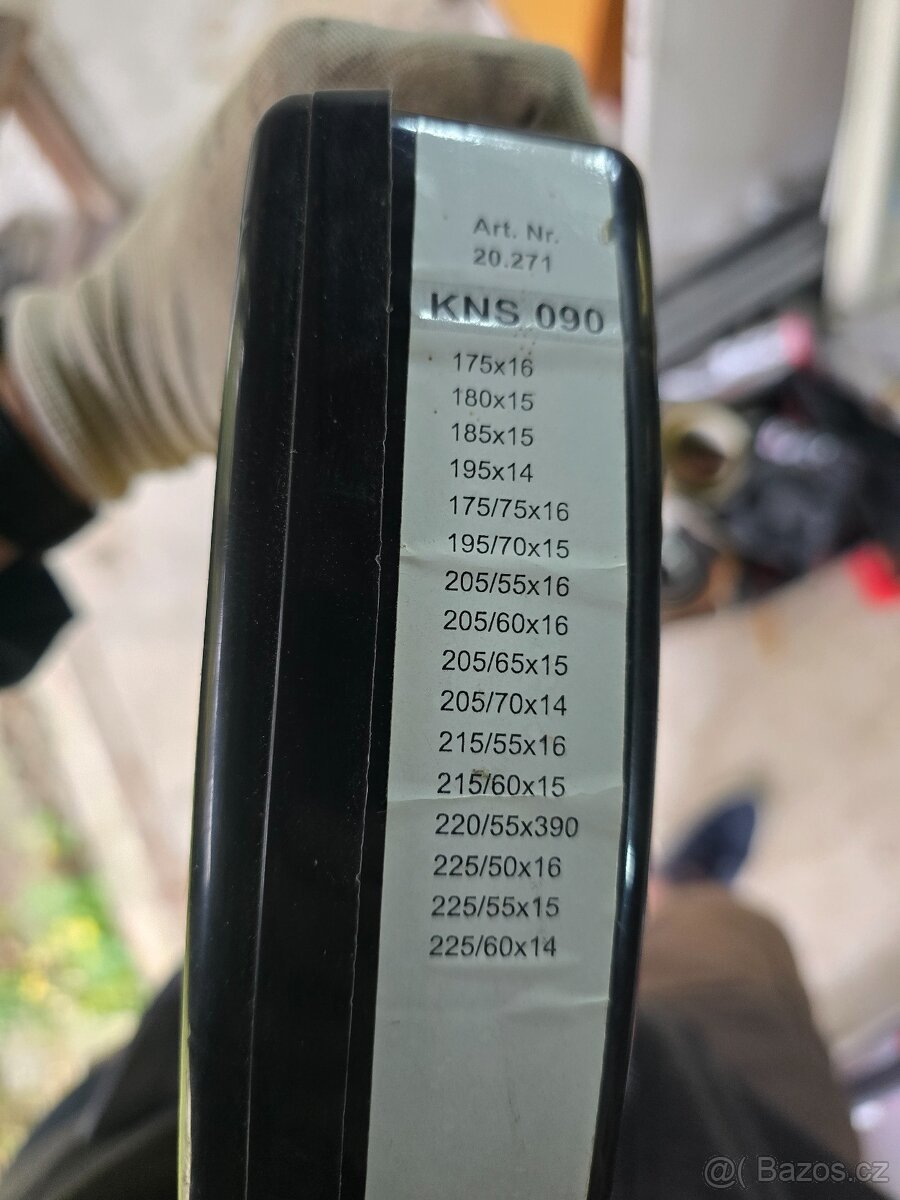 Art. Nr.
20.271
KNS 090
175x16
180x15
185x15
195x14
175/75x16
195/70x15
205/55x16
205/60x16
205/65x15
205/70x14
215/55x16
215/60x15
220/55x390
225/50x16
225/55x15
225/60x14
@( Bazos.cz